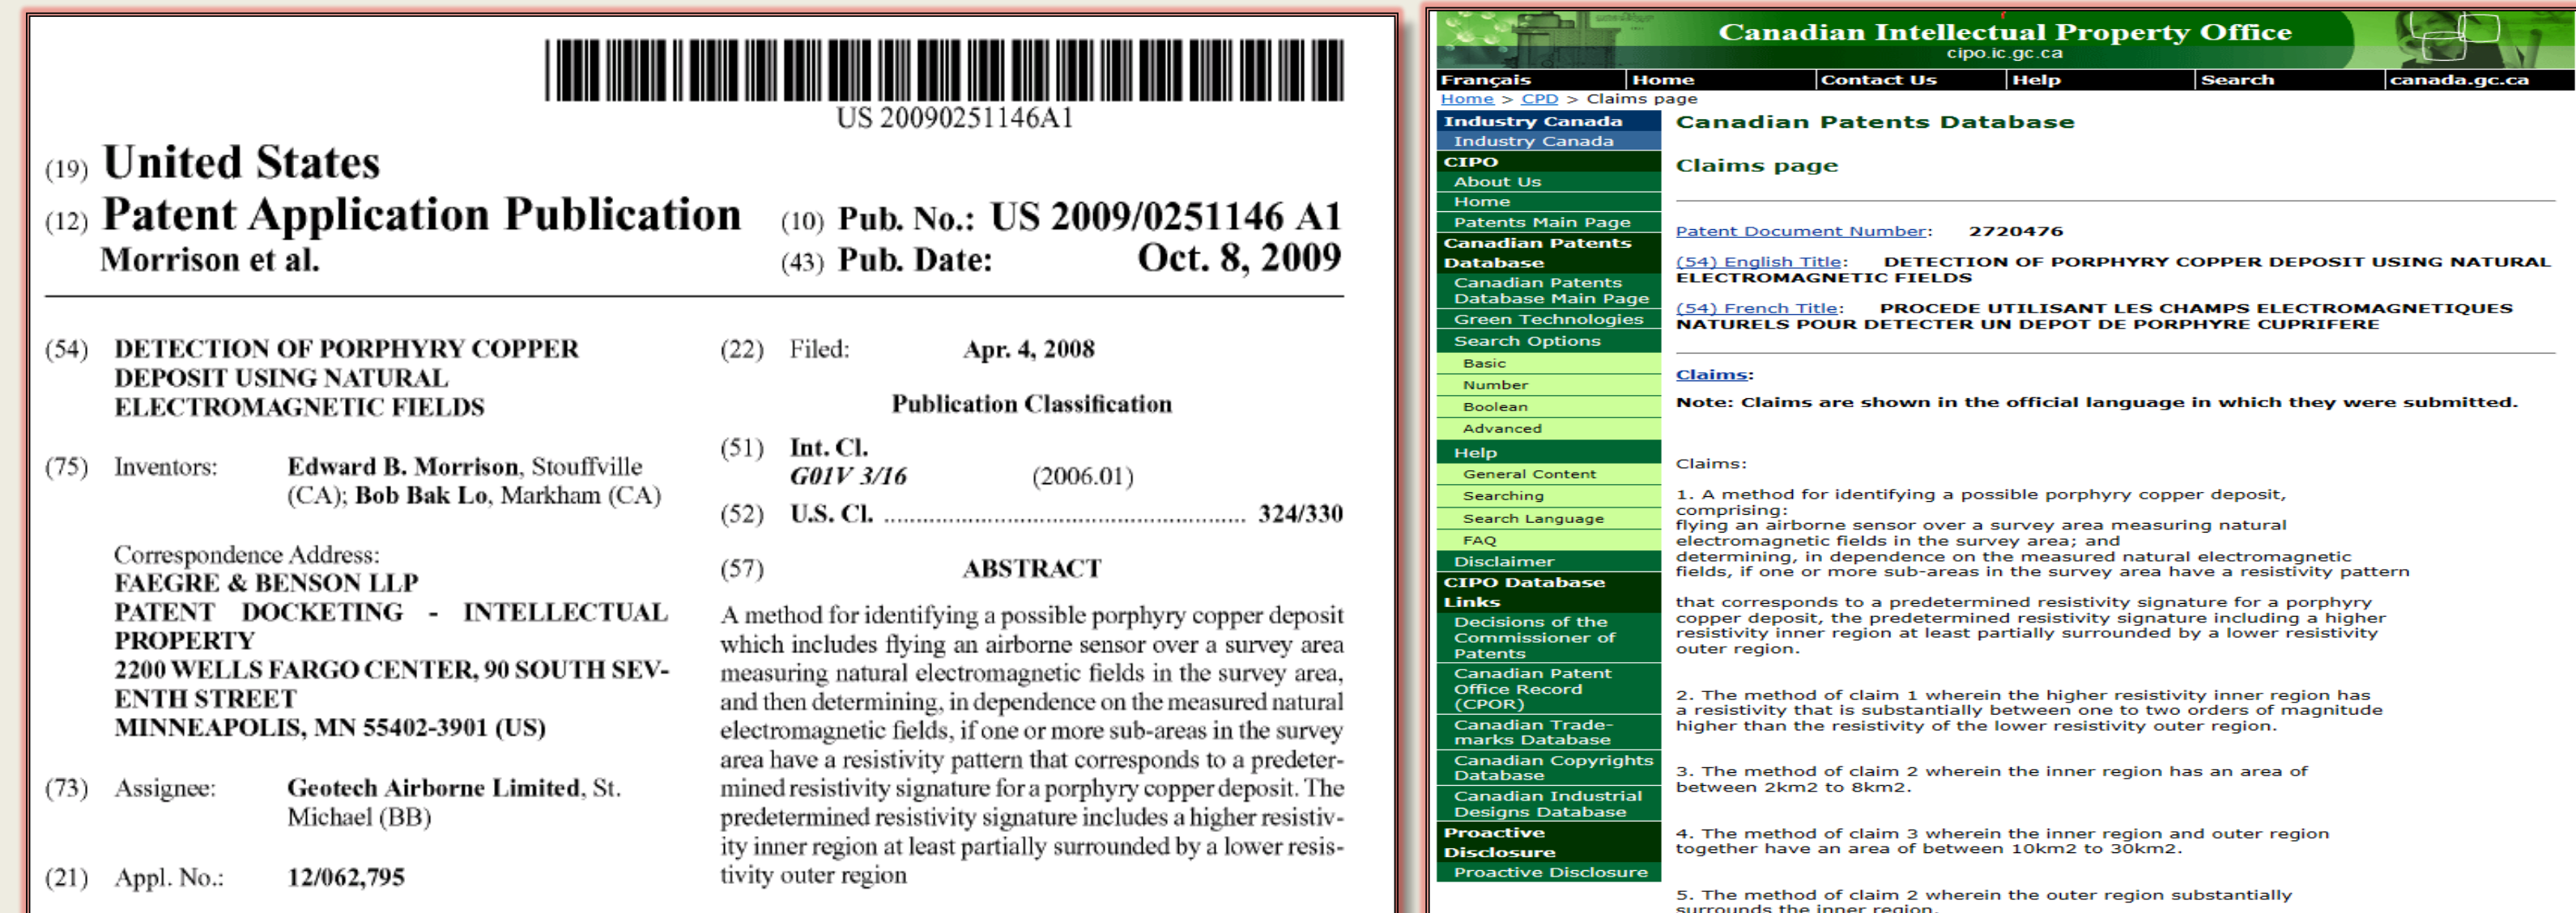 US 20090251146A1
(19) United States
(12) Patent Application Publication
Morrison et al.
(10) Pub. No.: US 2009/0251146 A1
(43) Pub. Date: Oct. 8, 2009
(54) DETECTION OF PORPHYRY COPPER
DEPOSIT USING NATURAL
ELECTROMAGNETIC FIELDS
(75) Inventors: Edward B. Morrison, Stouffville
(CA); Bob Bak Lo, Markham (CA)
Correspondence Address:
FAEGRE & BENSON LLP
PATENT DOCKETING - INTELLECTUAL
PROPERTY
2200 WELLS FARGO CENTER, 90 SOUTH SEV-
ENTH STREET
MINNEAPOLIS, MN 55402-3901 (US)
(73) Assignee: Geotech Airborne Limited, St.
Michael (BB)
(21) Appl. No.: 12/062,795
(22) Filed: Apr. 4, 2008
Publication Classification
(51) Int. Cl.
G01V 3/16 (2006.01)
(52) U.S. Cl. ..................................................... 324/330
(57) ABSTRACT
A method for identifying a possible porphyry copper deposit
which includes flying an airborne sensor over a survey area
measuring natural electromagnetic fields in the survey area,
and then determining, in dependence on the measured natural
electromagnetic fields, if one or more sub-areas in the survey
area have a resistivity pattern that corresponds to a predeter-
mined resistivity signature for a porphyry copper deposit. The
predetermined resistivity signature includes a higher resistiv-
ity inner region at least partially surrounded by a lower resis-
tivity outer region
Canadian Intellectual Property Office
cipo.ic.gc.ca
Français Home Contact Us Help Search canada.gc.ca
Home > CPD > Claims page
Industry Canada
Industry Canada
CIPO
About Us
Home
Patents Main Page
Canadian Patents
Database
Canadian Patents
Database Main Page
Green Technologies
Search Options
Basic
Number
Boolean
Advanced
Help
General Content
Searching
Search Language
FAQ
Disclaimer
CIPO Database
Links
Decisions of the
Commissioner of
Patents
Canadian Patent
Office Record
(CPOR)
Canadian Trade-
marks Database
Canadian Copyrights
Database
Canadian Industrial
Designs Database
Proactive
Disclosure
Proactive Disclosure
Canadian Patents Database
Claims page
Patent Document Number: 2720476
(54) English Title: DETECTION OF PORPHYRY COPPER DEPOSIT USING NATURAL
ELECTROMAGNETIC FIELDS
(54) French Title: PROCEDE UTILISANT LES CHAMPS ELECTROMAGNETIQUES
NATURELS POUR DETECTER UN DEPOT DE PORPHYRE CUPRIFERE
Claims:
Note: Claims are shown in the official language in which they were submitted.
Claims:
1. A method for identifying a possible porphyry copper deposit,
comprising:
flying an airborne sensor over a survey area measuring natural
electromagnetic fields in the survey area; and
determining, in dependence on the measured natural electromagnetic
fields, if one or more sub-areas in the survey area have a resistivity pattern
that corresponds to a predetermined resistivity signature for a porphyry
copper deposit, the predetermined resistivity signature including a higher
resistivity inner region at least partially surrounded by a lower resistivity
outer region.
2. The method of claim 1 wherein the higher resistivity inner region has
a resistivity that is substantially between one to two orders of magnitude
higher than the resistivity of the lower resistivity outer region.
3. The method of claim 2 wherein the inner region has an area of
between 2km2 to 8km2.
4. The method of claim 3 wherein the inner region and outer region
together have an area of between 10km2 to 30km2.
5. The method of claim 2 wherein the outer region substantially
surrounds the inner region.